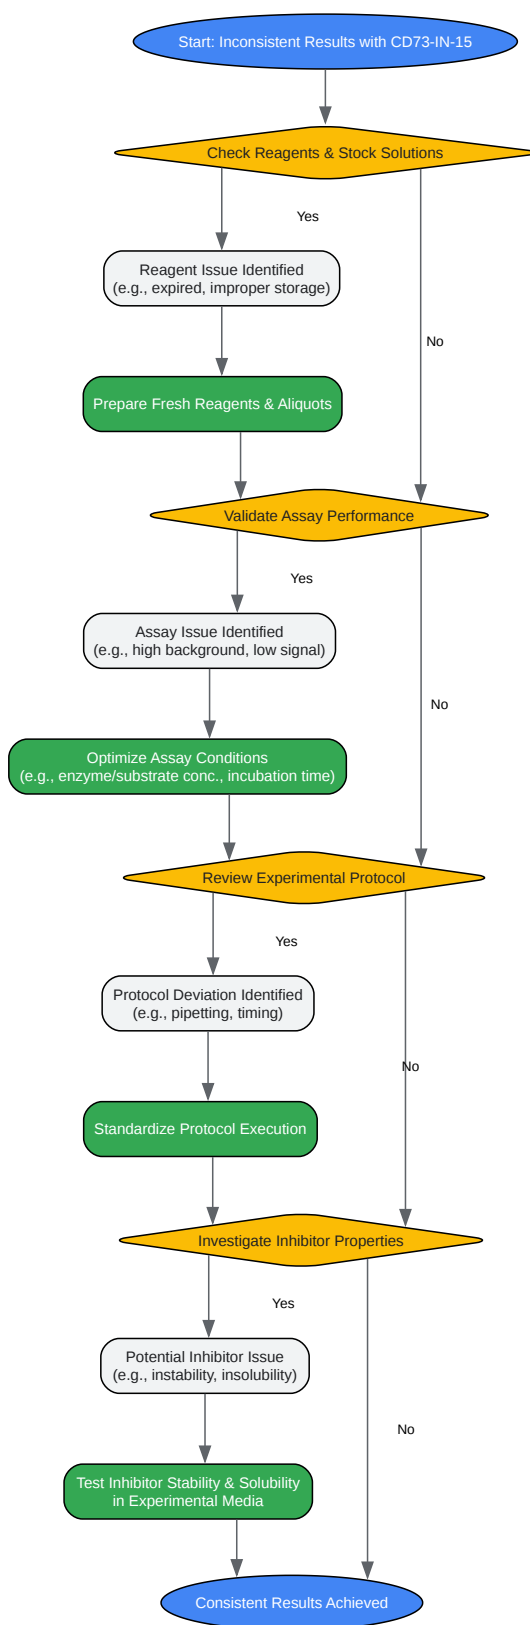 Start: Inconsistent Results with CD73-IN-15
Check Reagents & Stock Solutions
Yes
Reagent Issue Identified
(e.g., expired, improper storage)
No
Prepare Fresh Reagents & Aliquots
Validate Assay Performance
Yes
Assay Issue Identified
(e.g., high background, low signal)
No
Optimize Assay Conditions
(e.g., enzyme/substrate conc., incubation time)
Review Experimental Protocol
Yes
Protocol Deviation Identified
(e.g., pipetting, timing)
No
Standardize Protocol Execution
Investigate Inhibitor Properties
Yes
Potential Inhibitor Issue
(e.g., instability, insolubility)
No
Test Inhibitor Stability & Solubility
in Experimental Media
Consistent Results Achieved